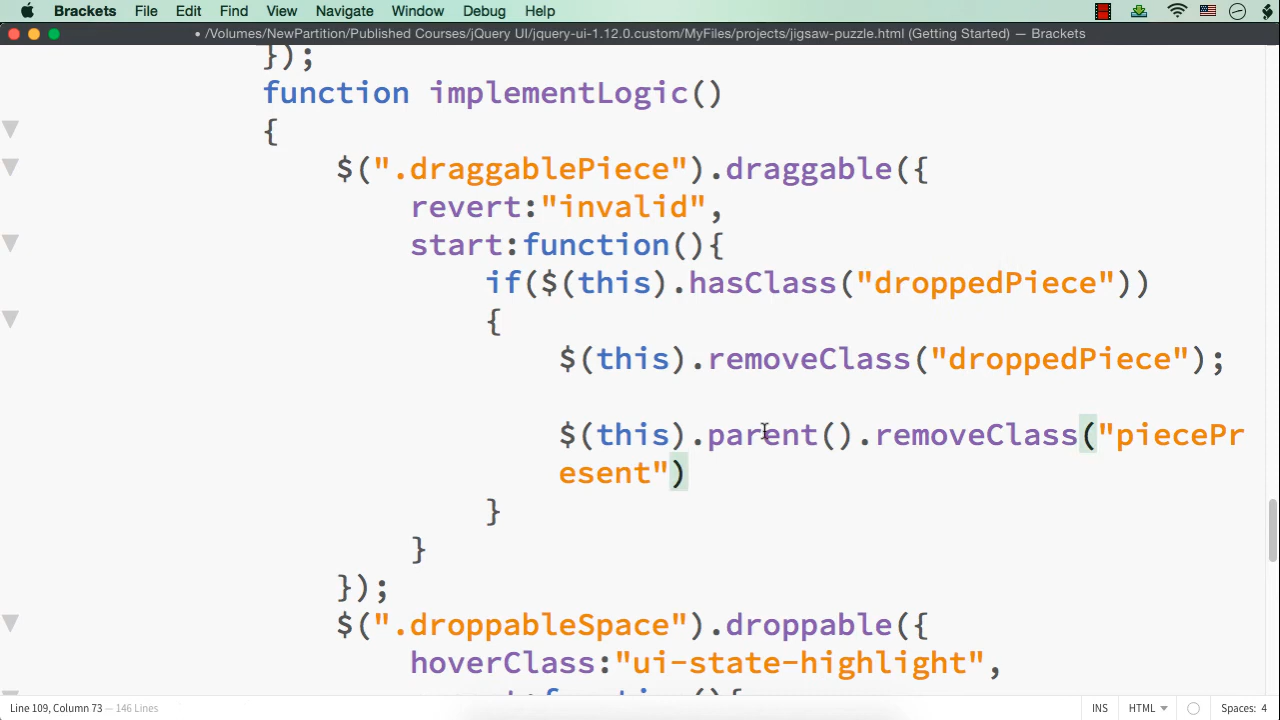 Brackets File Edit Find View Navigate Window Debug Help
• /Volumes/NewPartition/Published Courses/jQuery UI/jquery-ui-1.12.0.custom/MyFiles/projects/jigsaw-puzzle.html (Getting Started) — Brackets
});
function implementLogic()
{
$(".draggablePiece").draggable({
revert:"invalid",
start:function(){
if($(this).hasClass("droppedPiece"))
{
$(this).removeClass("droppedPiece");
$(this).parent().removeClass("piecePr
esent")
}
}
});
$(".droppableSpace").droppable({
hoverClass:"ui-state-highlight",
Line 109, Column 73 — 146 Lines INS HTML Spaces: 4